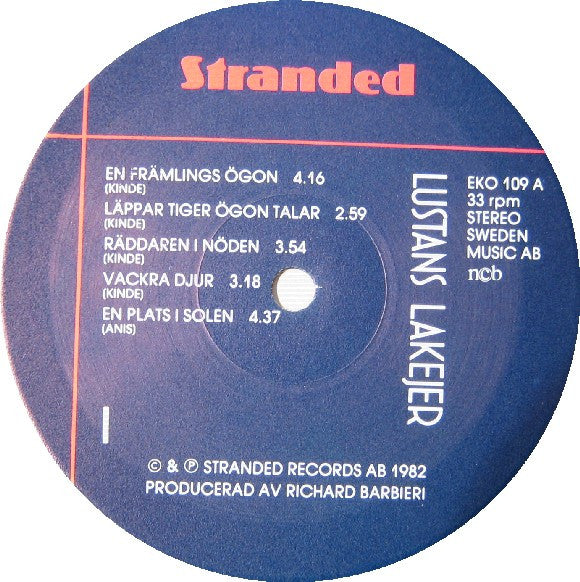 Stranded
EN FRÄMLINGS ÖGON 4.16
(KINDE)
LÄPPAR TIGER ÖGON TALAR 2.59
(KINDE)
RÄDDAREN I NÖDEN 3.54
(KINDE)
VACKRA DJUR 3.18
(KINDE)
EN PLATS I SOLEN 4.37
(ANIS)
LUSTANS LAKEJER
EKO 109 A
33 rpm
STEREO
SWEDEN
MUSIC AB
ncb
I
© & ℗ STRANDED RECORDS AB 1982
PRODUCERAD AV RICHARD BARBIERI